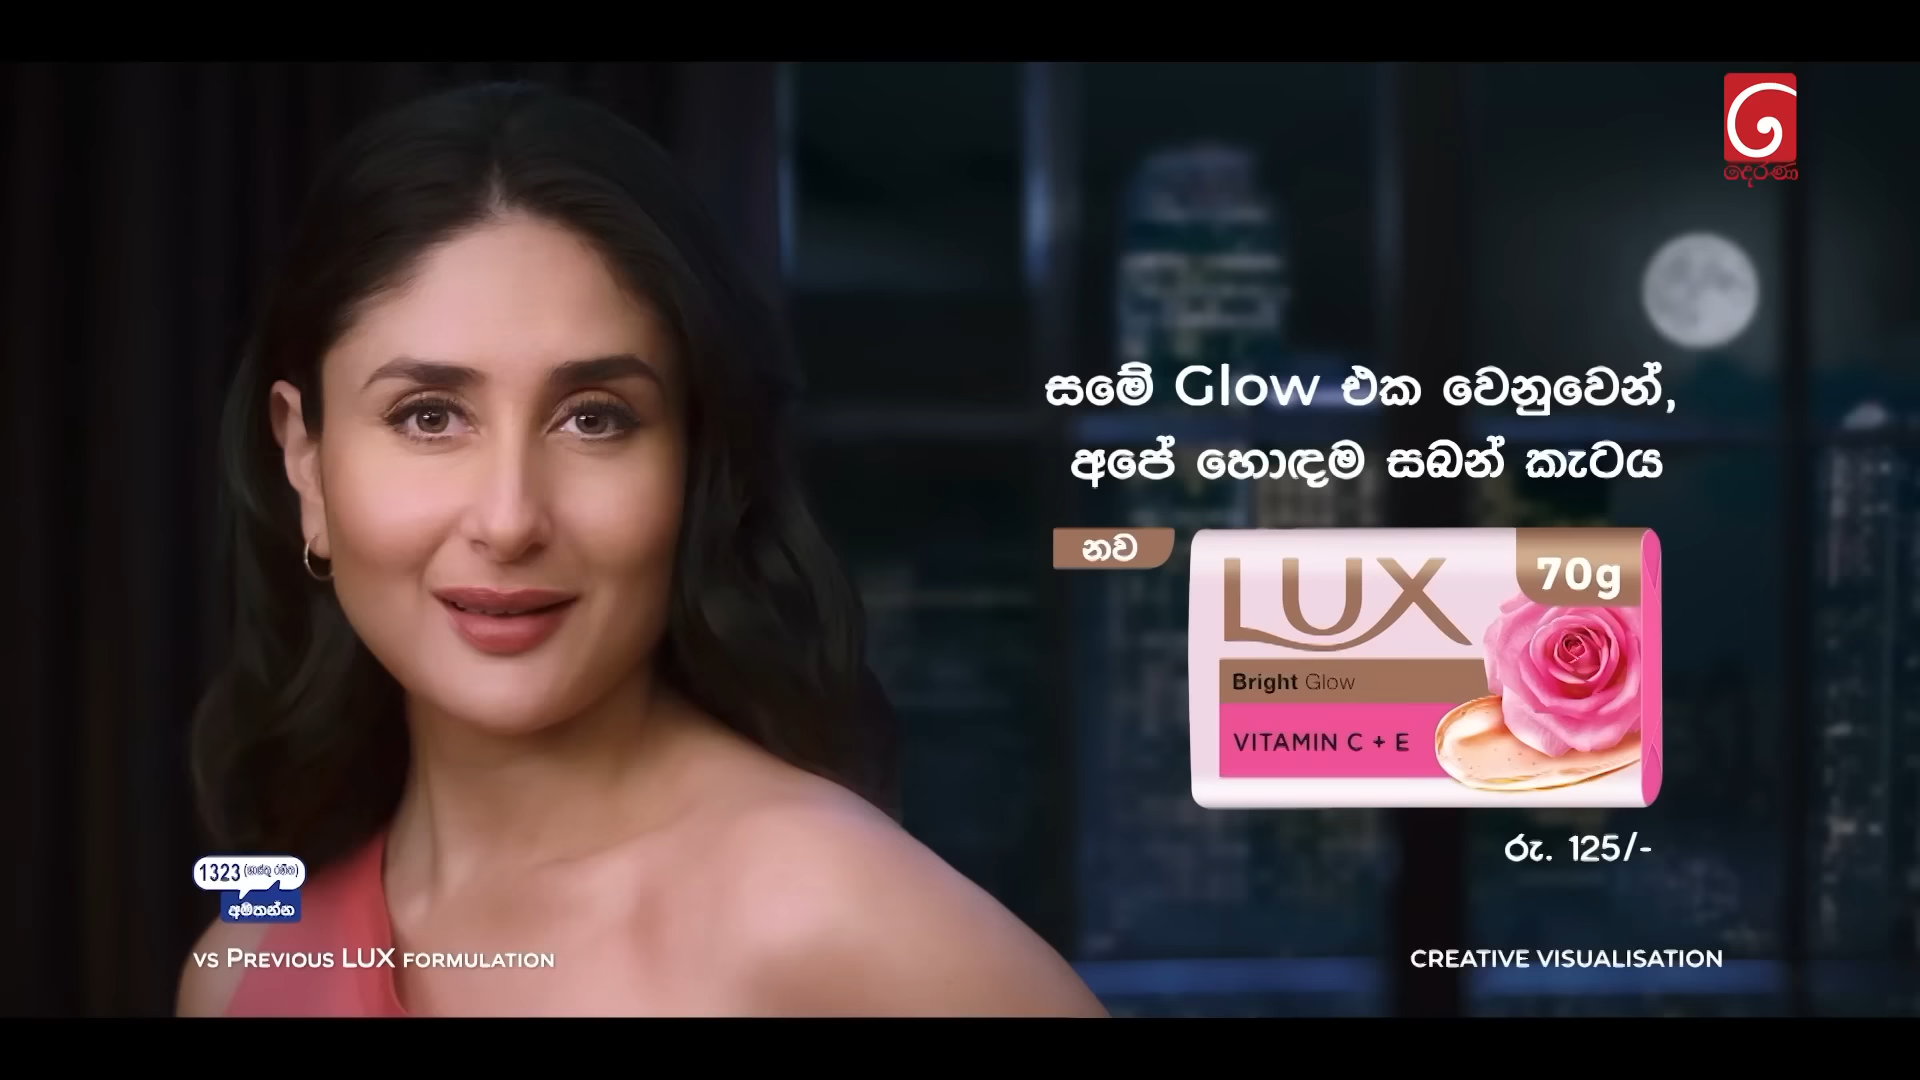 දෙරණ
සමේ Glow එක වෙනුවෙන්,
අපේ හොඳම සබන් කැටය
නව
LUX
70g
Bright Glow
VITAMIN C + E
රු. 125/-
1323 (ගාස්තු රහිත)
අමතන්න
VS PREVIOUS LUX FORMULATION
CREATIVE VISUALISATION